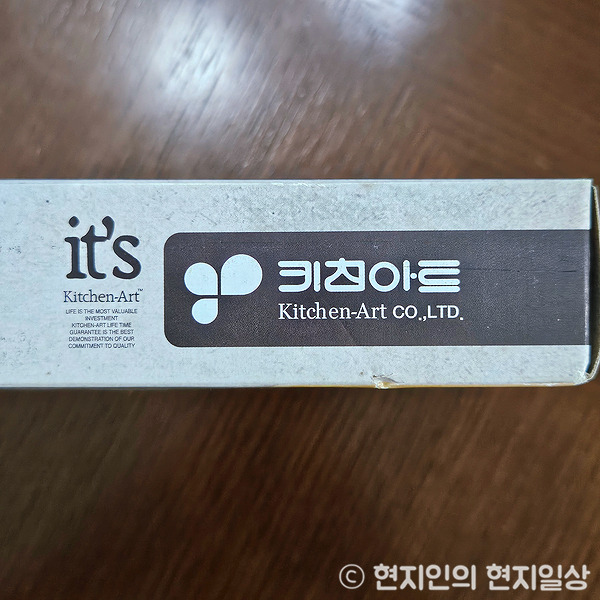 it's
Kitchen-Art™
LIFE IS THE MOST VALUABLE
INVESTMENT
KITCHEN-ART LIFE TIME
GUARANTEE IS THE BEST
DEMONSTRATION OF OUR
COMMITMENT TO QUALITY
키친아트
Kitchen-Art CO.,LTD.
© 현지인의 현지일상